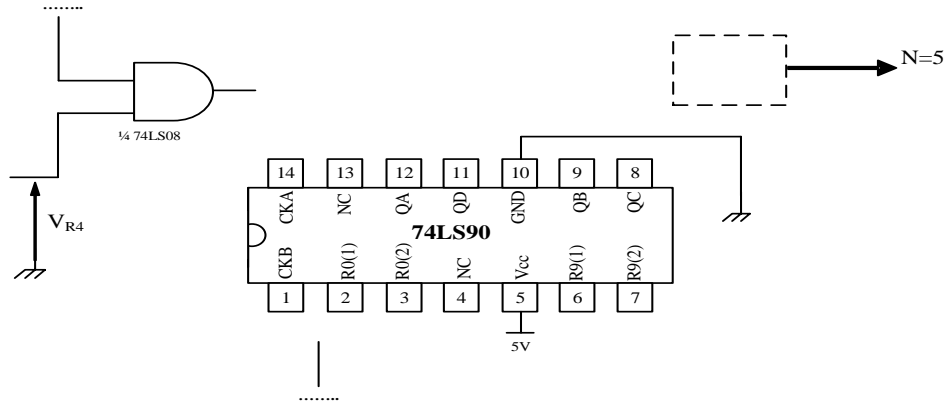 ........
N=5
¼ 74LS08
V_R4
14 13 12 11 10 9 8
CKA NC QA QD GND QB QC
74LS90
CKB R0(1) R0(2) NC Vcc R9(1) R9(2)
1 2 3 4 5 6 7
5V
........